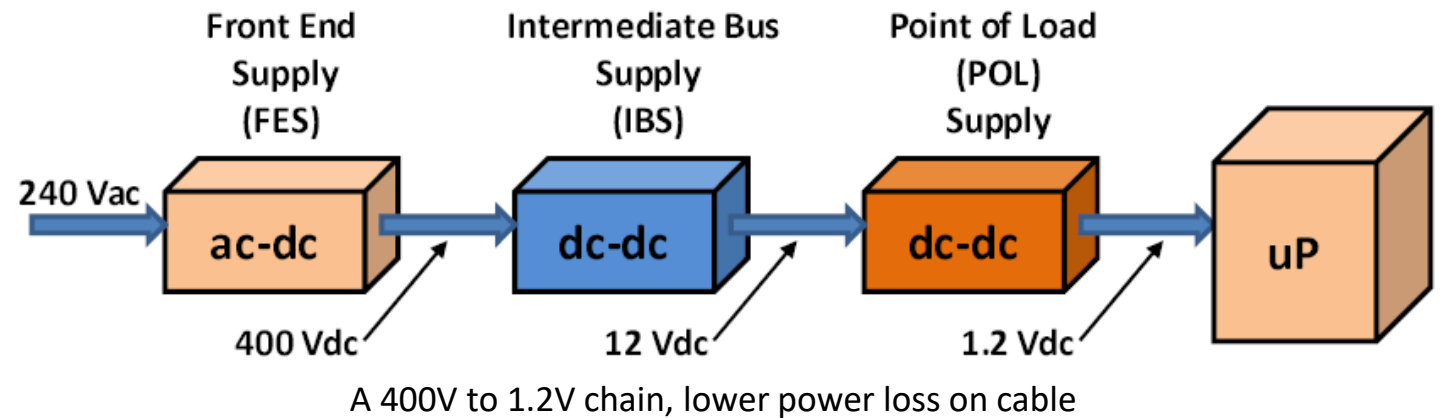 Front End
Supply
(FES)
Intermediate Bus
Supply
(IBS)
Point of Load
(POL)
Supply
240 Vac
ac-dc
dc-dc
dc-dc
uP
400 Vdc
12 Vdc
1.2 Vdc
A 400V to 1.2V chain, lower power loss on cable